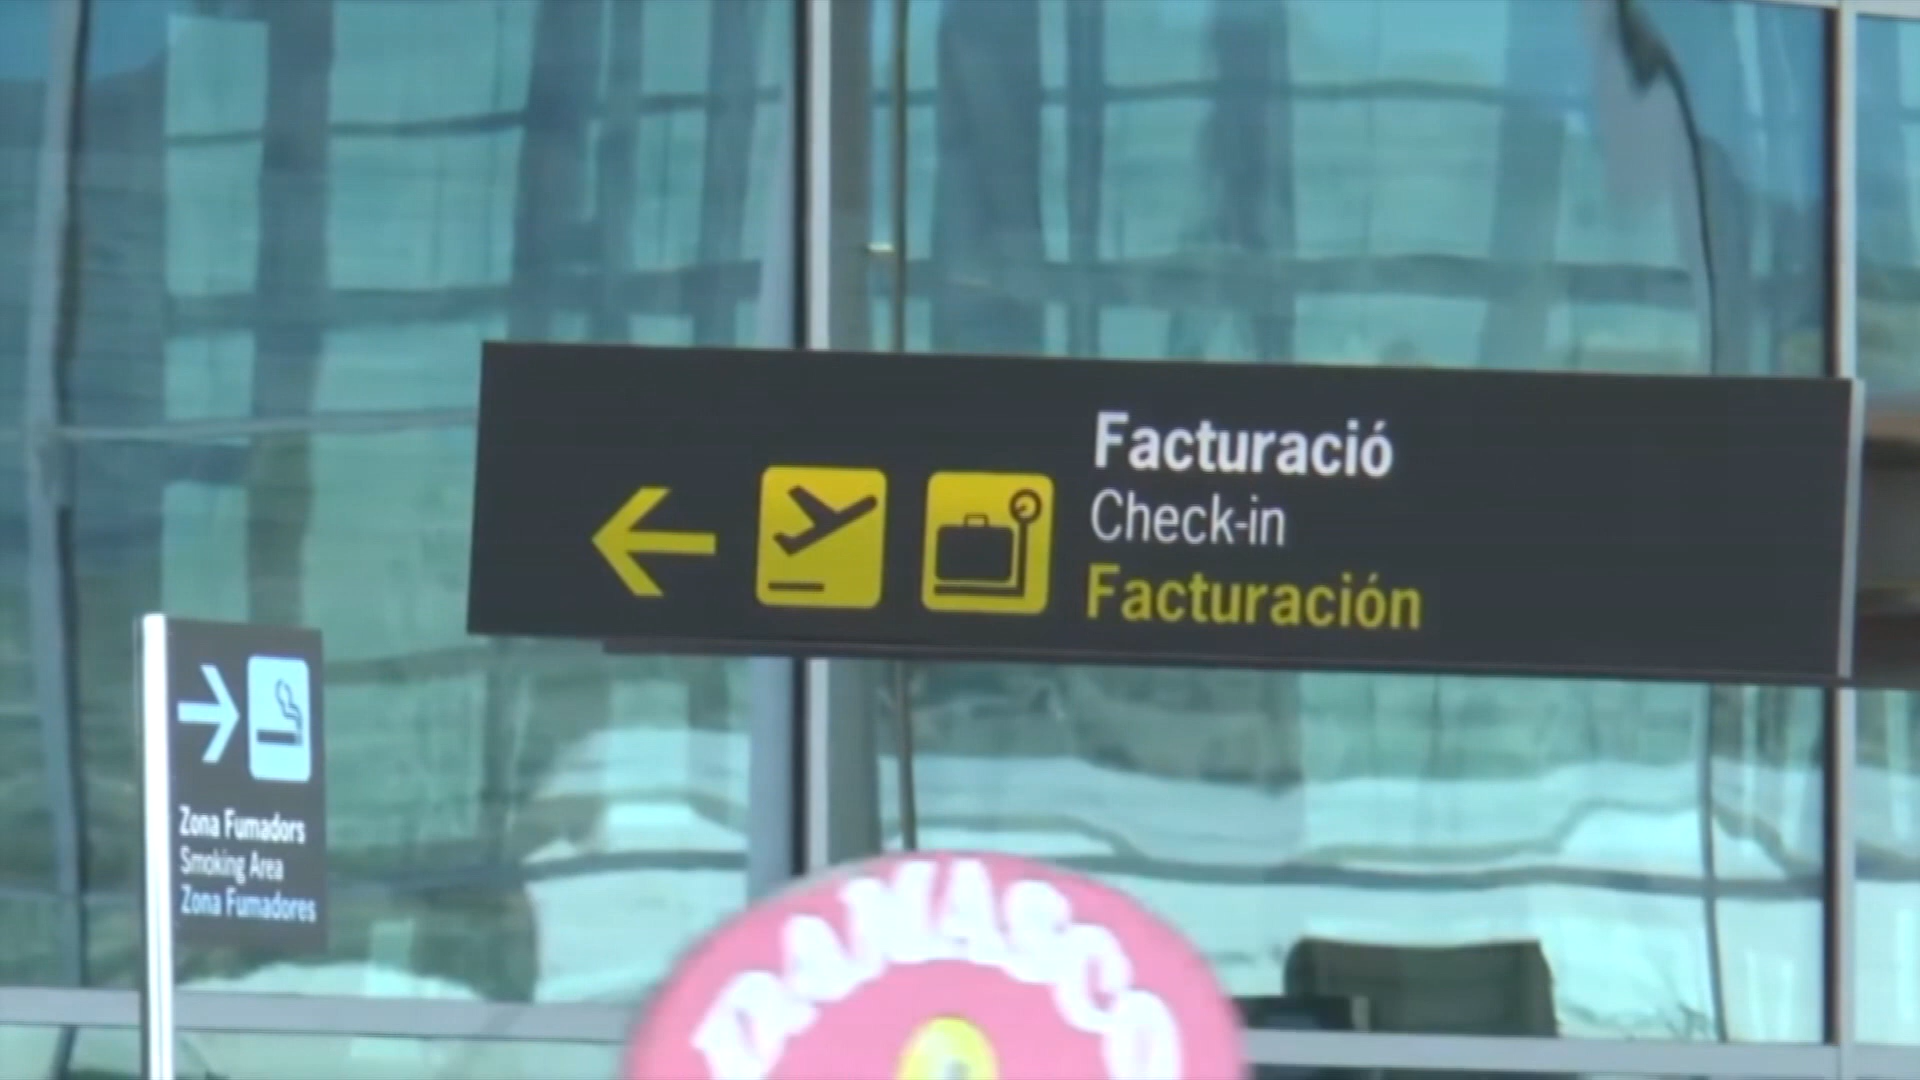 Facturació
Check-in
Facturación
Zona Fumadors
Smoking Area
Zona Fumadores
DAMASCO